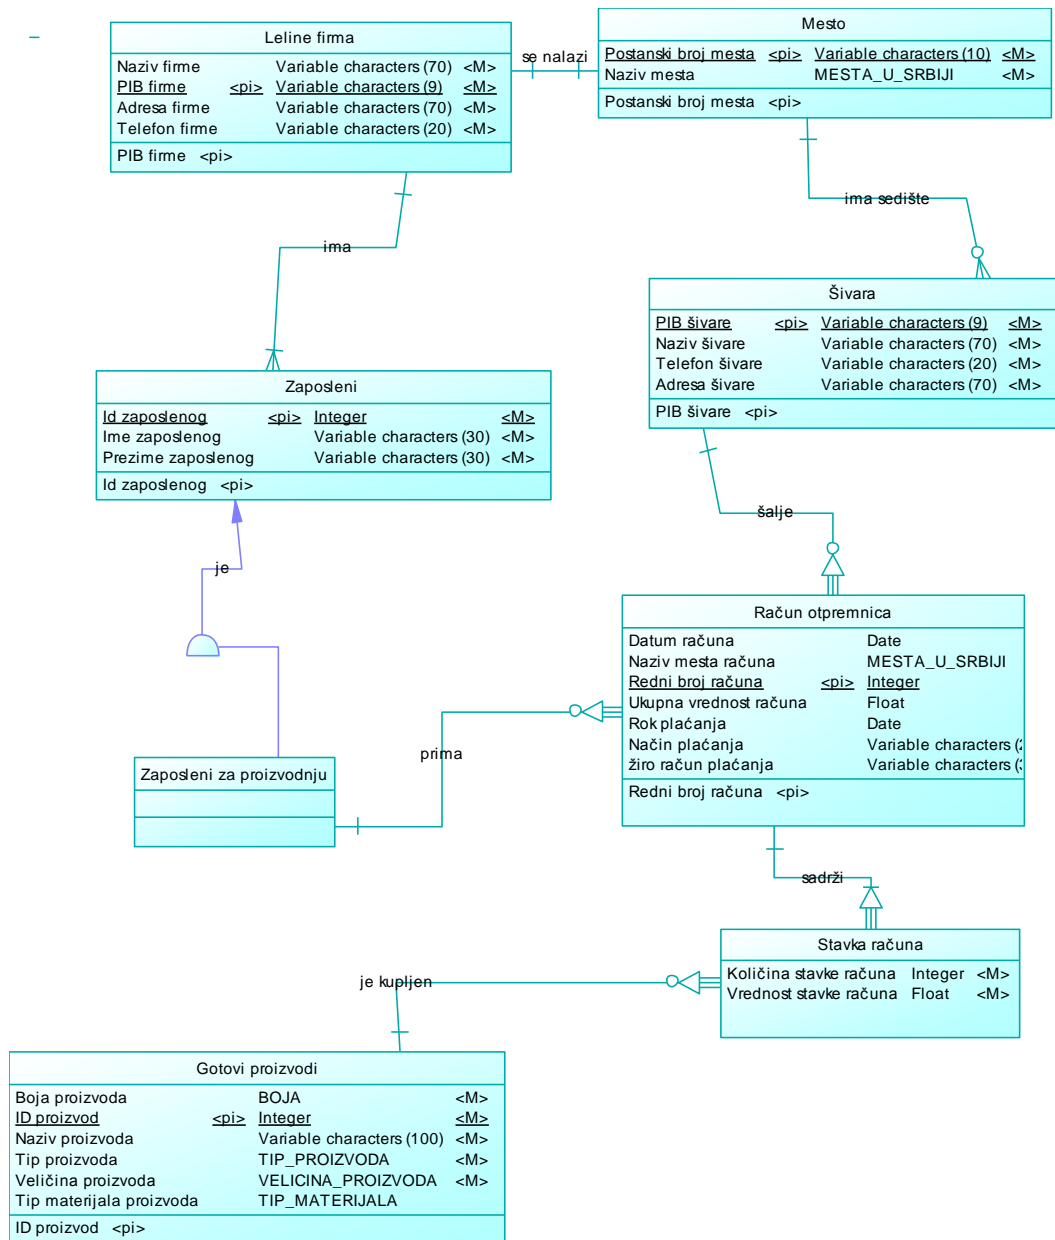 Leline firma
Naziv firme Variable characters (70) <M>
PIB firme <pi> Variable characters (9) <M>
Adresa firme Variable characters (70) <M>
Telefon firme Variable characters (20) <M>
PIB firme <pi>
se nalazi
Mesto
Postanski broj mesta <pi> Variable characters (10) <M>
Naziv mesta MESTA_U_SRBIJI <M>
Postanski broj mesta <pi>
ima sedište
ima
Šivara
PIB šivare <pi> Variable characters (9) <M>
Naziv šivare Variable characters (70) <M>
Telefon šivare Variable characters (20) <M>
Adresa šivare Variable characters (70) <M>
PIB šivare <pi>
Zaposleni
Id zaposlenog <pi> Integer <M>
Ime zaposlenog Variable characters (30) <M>
Prezime zaposlenog Variable characters (30) <M>
Id zaposlenog <pi>
šalje
je
Račun otpremnica
Datum računa Date
Naziv mesta računa MESTA_U_SRBIJI
Redni broj računa <pi> Integer
Ukupna vrednost računa Float
Rok plaćanja Date
Način plaćanja Variable characters
žiro račun plaćanja Variable characters
Redni broj računa <pi>
prima
Zaposleni za proizvodnju
sadrži
Stavka računa
Količina stavke računa Integer <M>
Vrednost stavke računa Float <M>
je kupljen
Gotovi proizvodi
Boja proizvoda BOJA <M>
ID proizvod <pi> Integer <M>
Naziv proizvoda Variable characters (100) <M>
Tip proizvoda TIP_PROIZVODA <M>
Veličina proizvoda VELICINA_PROIZVODA <M>
Tip materijala proizvoda TIP_MATERIJALA
ID proizvod <pi>